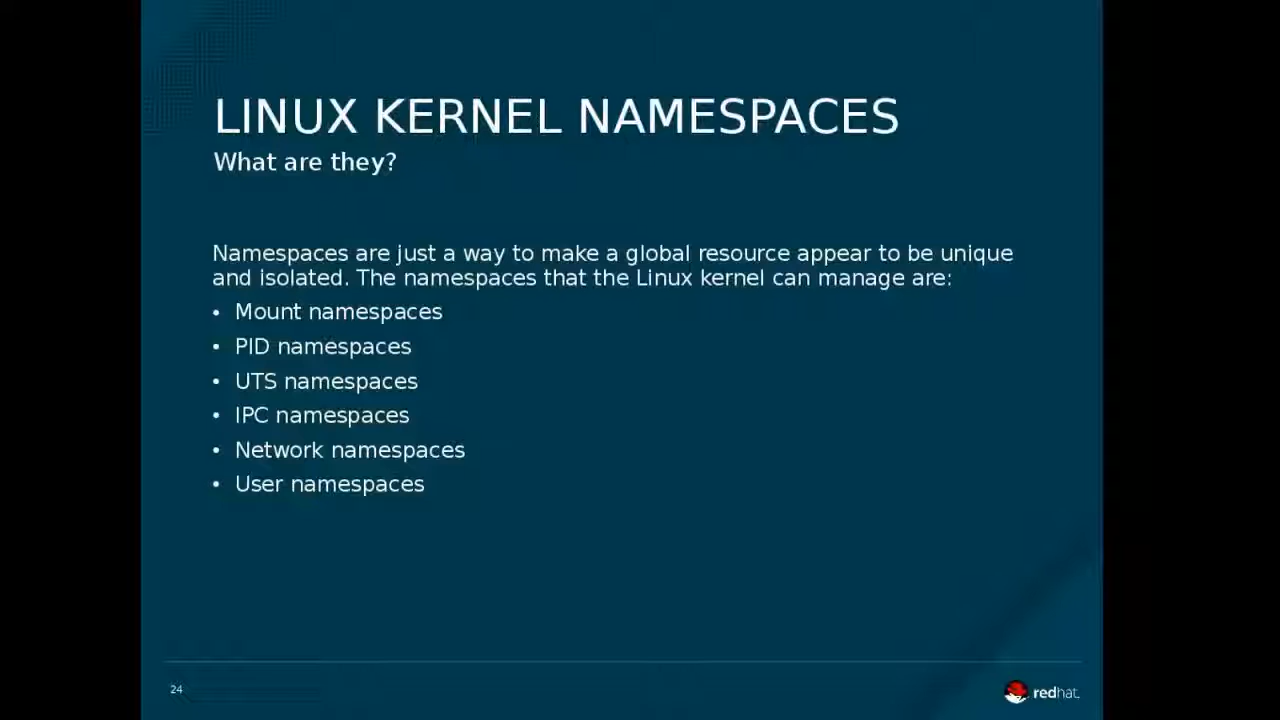 LINUX KERNEL NAMESPACES
What are they?
Namespaces are just a way to make a global resource appear to be unique
and isolated. The namespaces that the Linux kernel can manage are:
• Mount namespaces
• PID namespaces
• UTS namespaces
• IPC namespaces
• Network namespaces
• User namespaces
24
redhat.